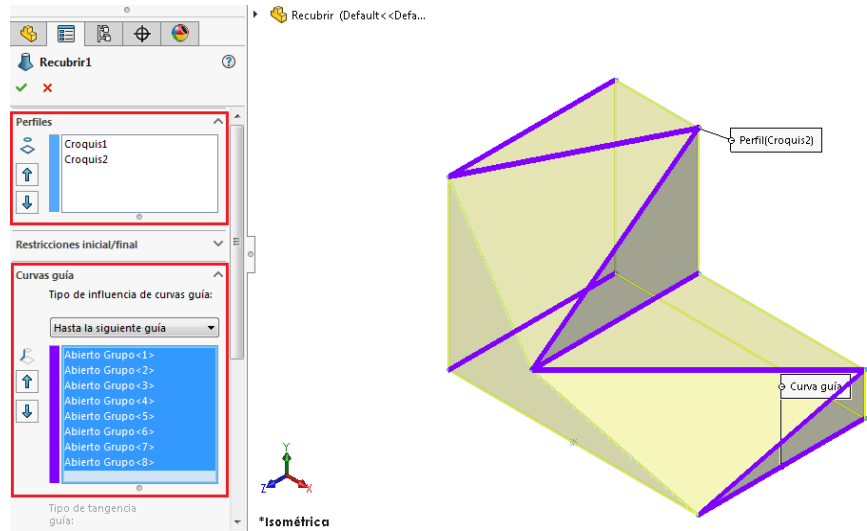 Recubrir (Default<<Defa...
Recubrir1
Perfiles
Croquis1
Croquis2
Restricciones inicial/final
Curvas guía
Tipo de influencia de curvas guía:
Hasta la siguiente guía
Abierto Grupo<1>
Abierto Grupo<2>
Abierto Grupo<3>
Abierto Grupo<4>
Abierto Grupo<5>
Abierto Grupo<6>
Abierto Grupo<7>
Abierto Grupo<8>
Tipo de tangencia
guía:
Perfil(Croquis2)
Curva guía
Y
Z
X
*Isométrica